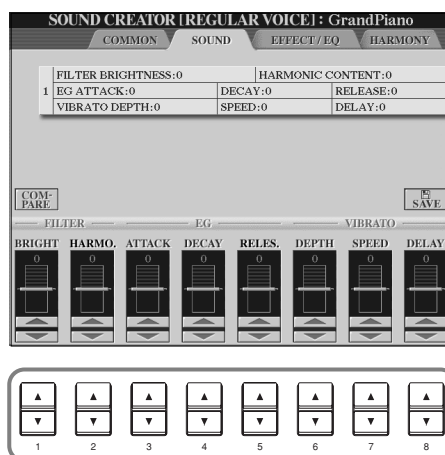 SOUND CREATOR [REGULAR VOICE] : GrandPiano
COMMON SOUND EFFECT / EQ HARMONY
FILTER BRIGHTNESS:0 HARMONIC CONTENT:0
1 EG ATTACK:0 DECAY:0 RELEASE:0
VIBRATO DEPTH:0 SPEED:0 DELAY:0
COM-
PARE
SAVE
FILTER EG VIBRATO
BRIGHT HARMO. ATTACK DECAY RELES. DEPTH SPEED DELAY
0 0 0 0 0 0 0 0
1 2 3 4 5 6 7 8